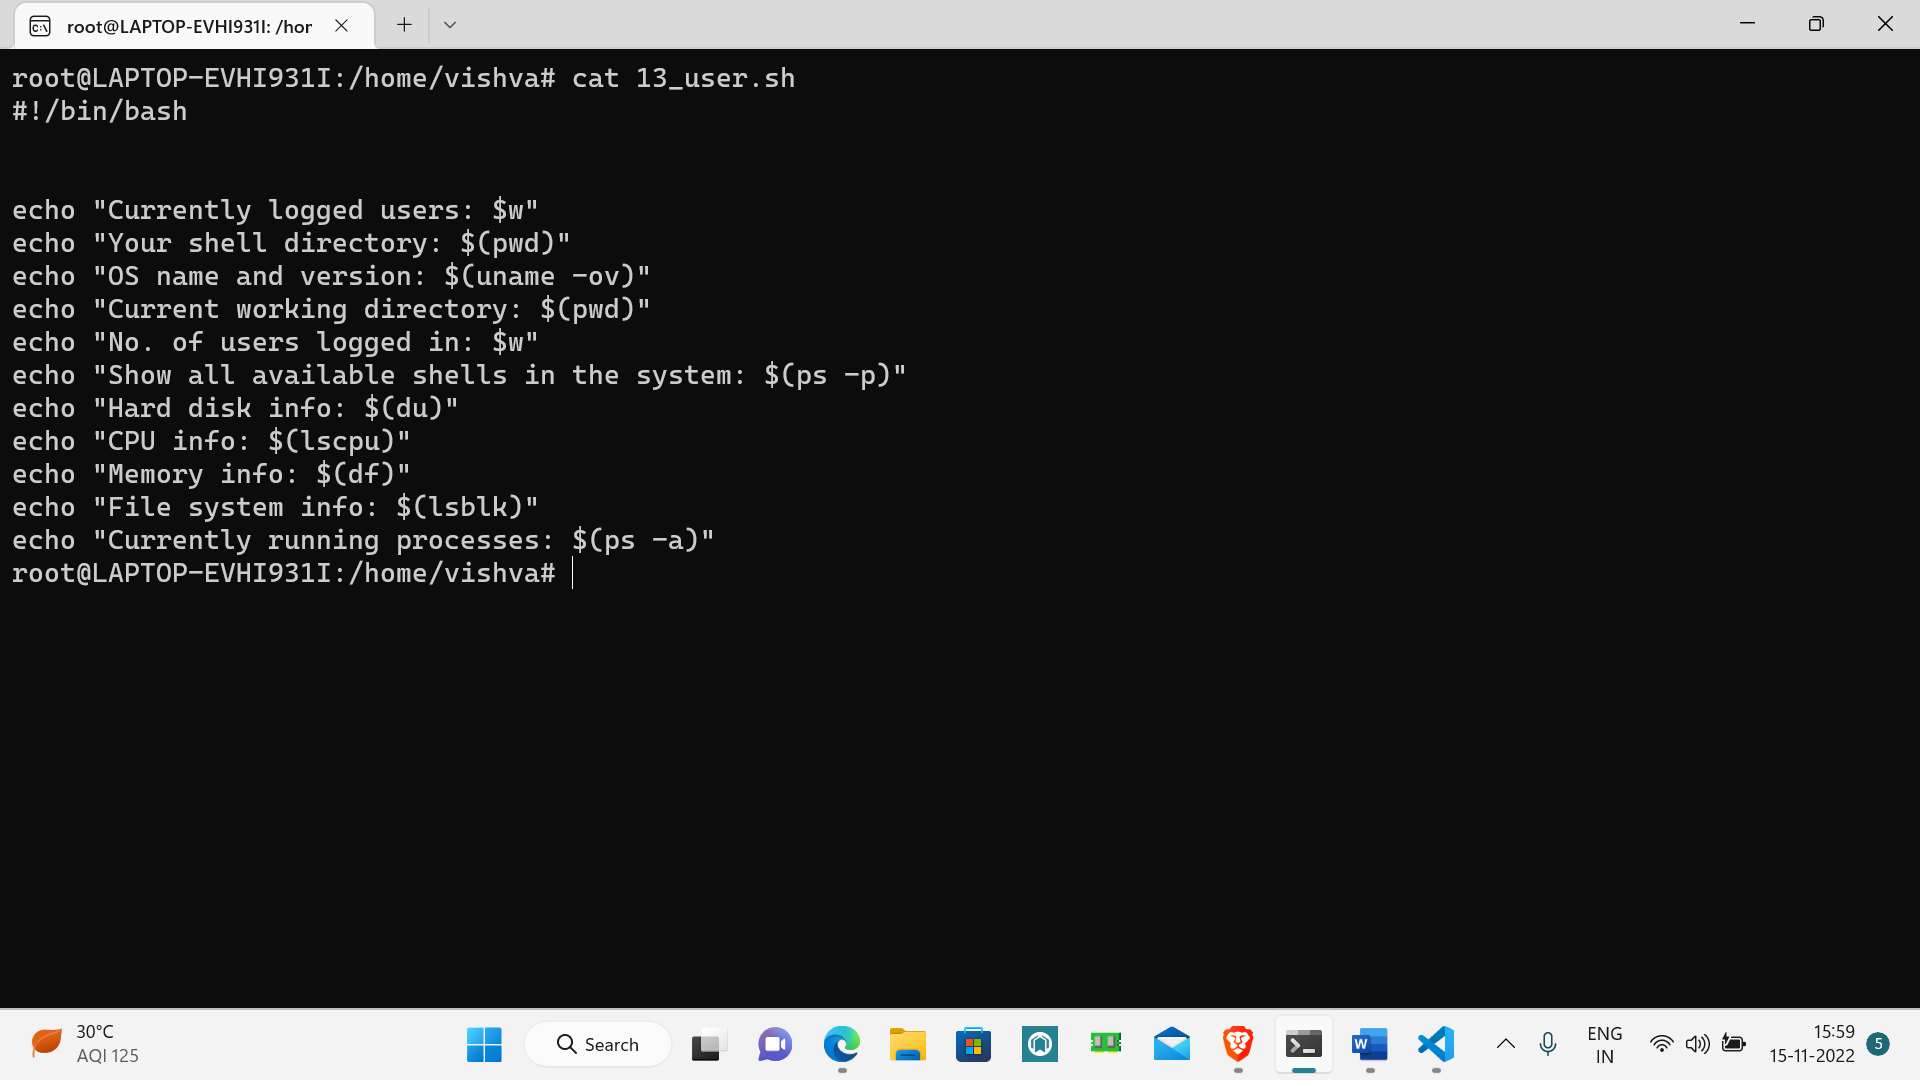 root@LAPTOP-EVHI931I: /hor
root@LAPTOP-EVHI931I:/home/vishva# cat 13_user.sh
#!/bin/bash
echo "Currently logged users: $w"
echo "Your shell directory: $(pwd)"
echo "OS name and version: $(uname -ov)"
echo "Current working directory: $(pwd)"
echo "No. of users logged in: $w"
echo "Show all available shells in the system: $(ps -p)"
echo "Hard disk info: $(du)"
echo "CPU info: $(lscpu)"
echo "Memory info: $(df)"
echo "File system info: $(lsblk)"
echo "Currently running processes: $(ps -a)"
root@LAPTOP-EVHI931I:/home/vishva#
30°C
AQI 125
Search
ENG
IN
15:59
15-11-2022
5